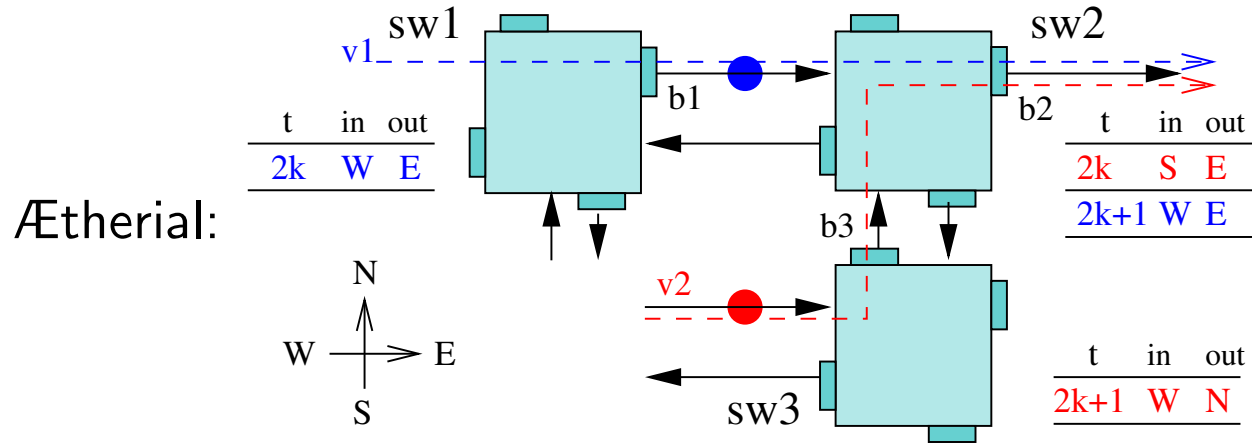 sw1
sw2
v1
b1
b2
t in out
2k W E
t in out
2k S E
2k+1 W E
Ætherial:
b3
N
W E
S
v2
sw3
t in out
2k+1 W N